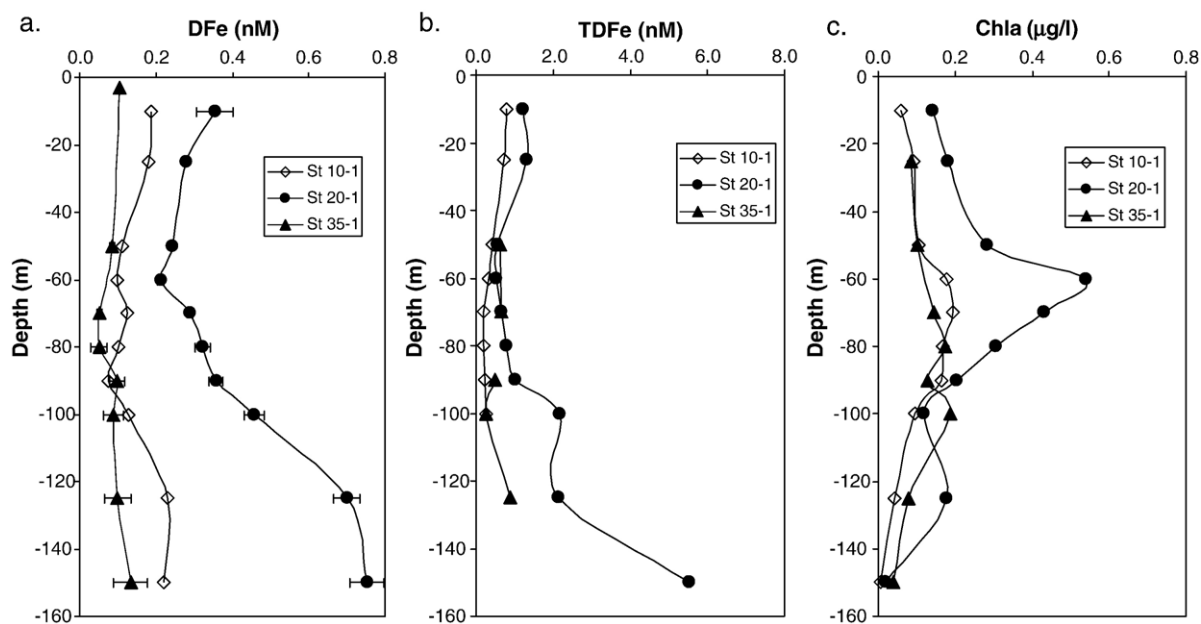 a.
DFe (nM)
0.0 0.2 0.4 0.6 0.8
0
-20
-40
-60
-80
-100
-120
-140
-160
Depth (m)
St 10-1
St 20-1
St 35-1
b.
TDFe (nM)
0.0 2.0 4.0 6.0 8.0
0
-20
-40
-60
-80
-100
-120
-140
-160
Depth (m)
St 10-1
St 20-1
St 35-1
c.
Chla (μg/l)
0.0 0.2 0.4 0.6 0.8
0
-20
-40
-60
-80
-100
-120
-140
-160
Depth (m)
St 10-1
St 20-1
St 35-1